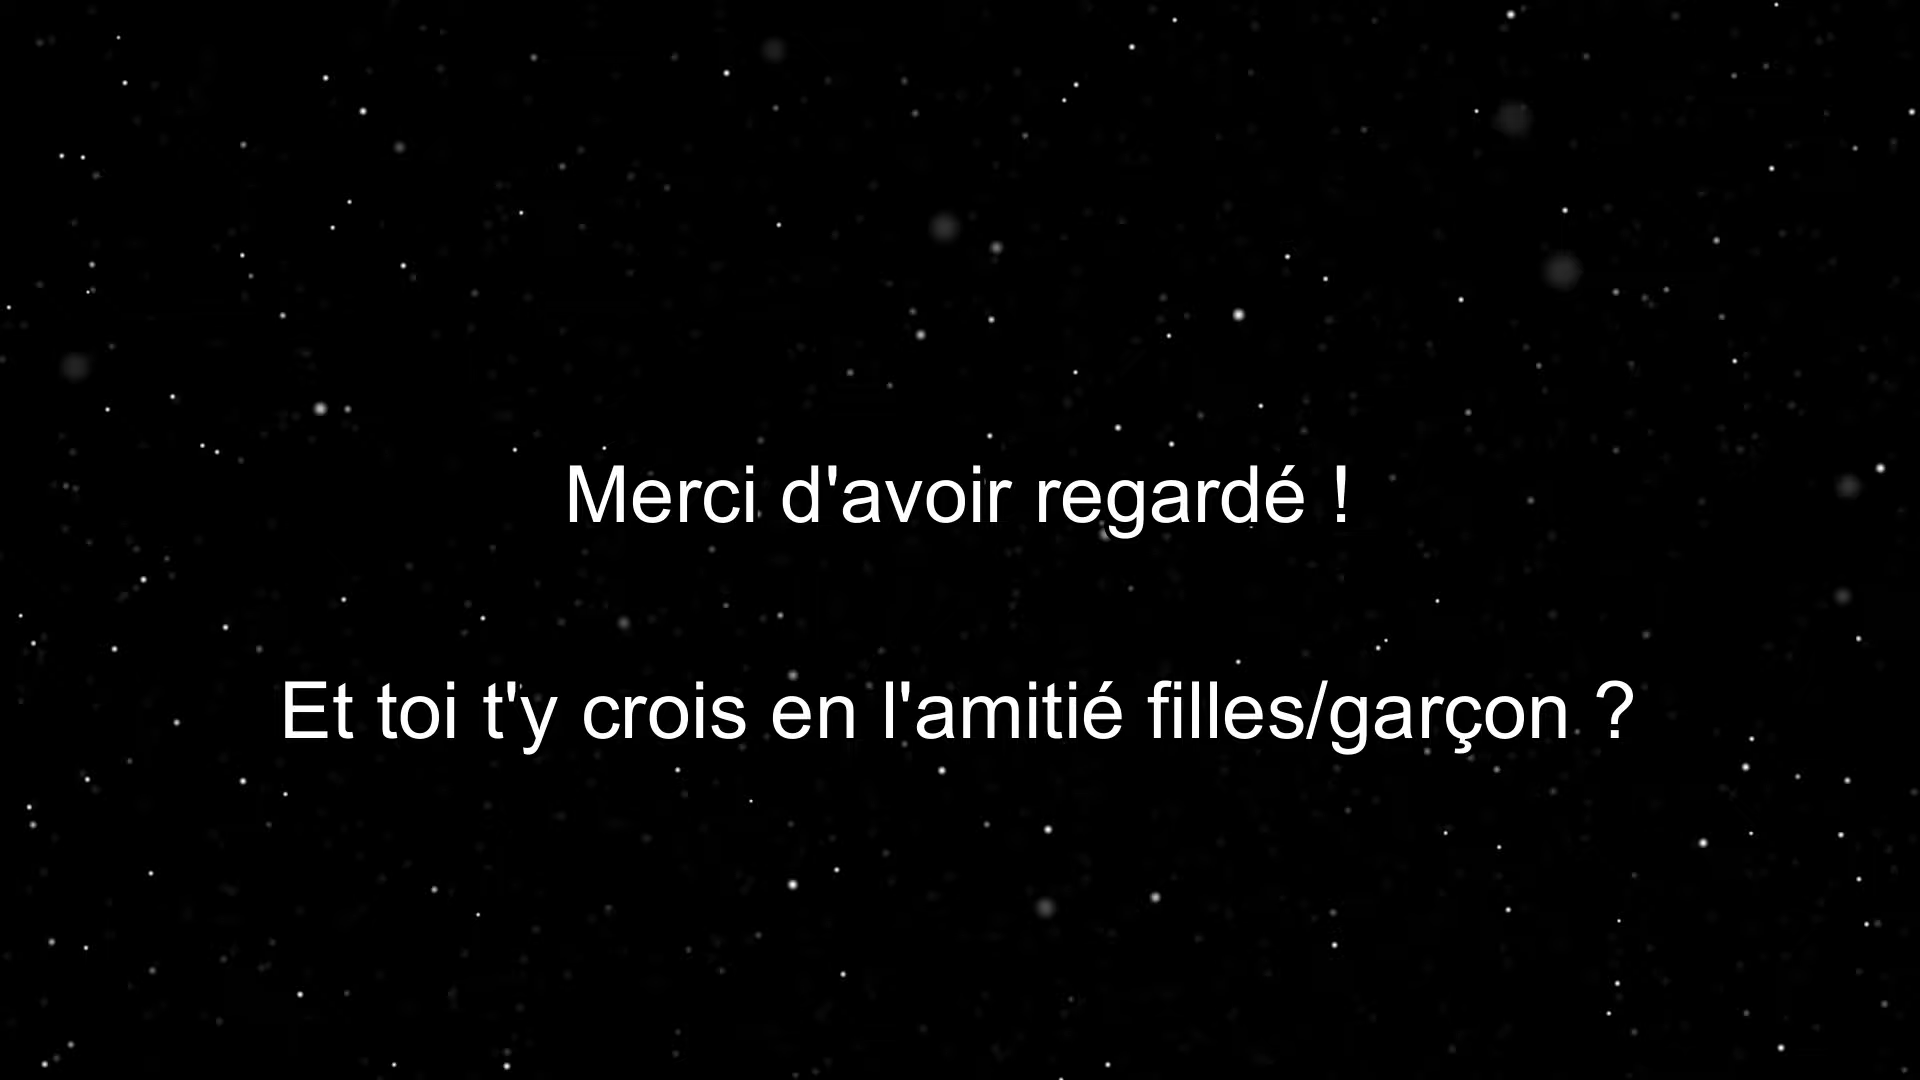 Merci d'avoir regardé !
Et toi t'y crois en l'amitié filles/garçon ?